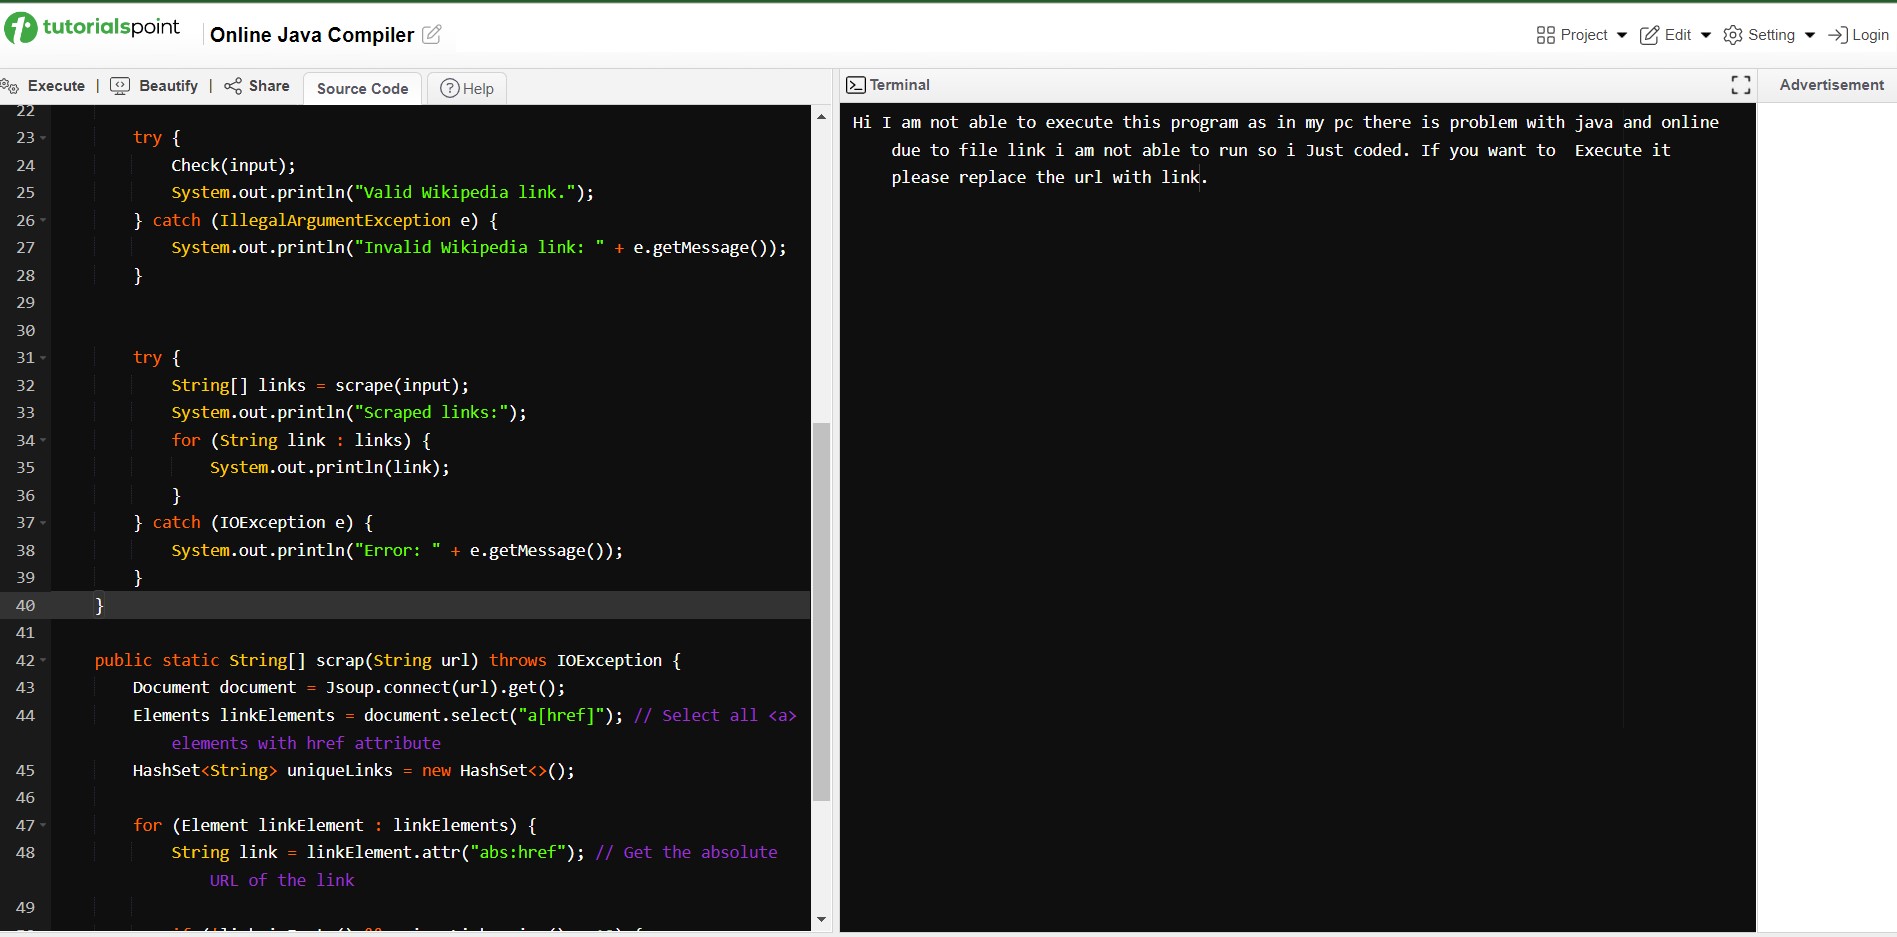 tutorialspoint
Online Java Compiler
Project
Edit
Setting
Login
Execute | Beautify | Share Source Code Help
22
23 try {
24 Check(input);
25 System.out.println("Valid Wikipedia link.");
26 } catch (IllegalArgumentException e) {
27 System.out.println("Invalid Wikipedia link: " + e.getMessage());
28 }
29
30
31 try {
32 String[] links = scrape(input);
33 System.out.println("Scraped links:");
34 for (String link : links) {
35 System.out.println(link);
36 }
37 } catch (IOException e) {
38 System.out.println("Error: " + e.getMessage());
39 }
40 }
41
42 public static String[] scrap(String url) throws IOException {
43 Document document = Jsoup.connect(url).get();
44 Elements linkElements = document.select("a[href]"); // Select all <a>
elements with href attribute
45 HashSet<String> uniqueLinks = new HashSet<>();
46
47 for (Element linkElement : linkElements) {
48 String link = linkElement.attr("abs:href"); // Get the absolute
URL of the link
49
Terminal
Hi I am not able to execute this program as in my pc there is problem with java and online
due to file link i am not able to run so i Just coded. If you want to  Execute it
please replace the url with link.
Advertisement